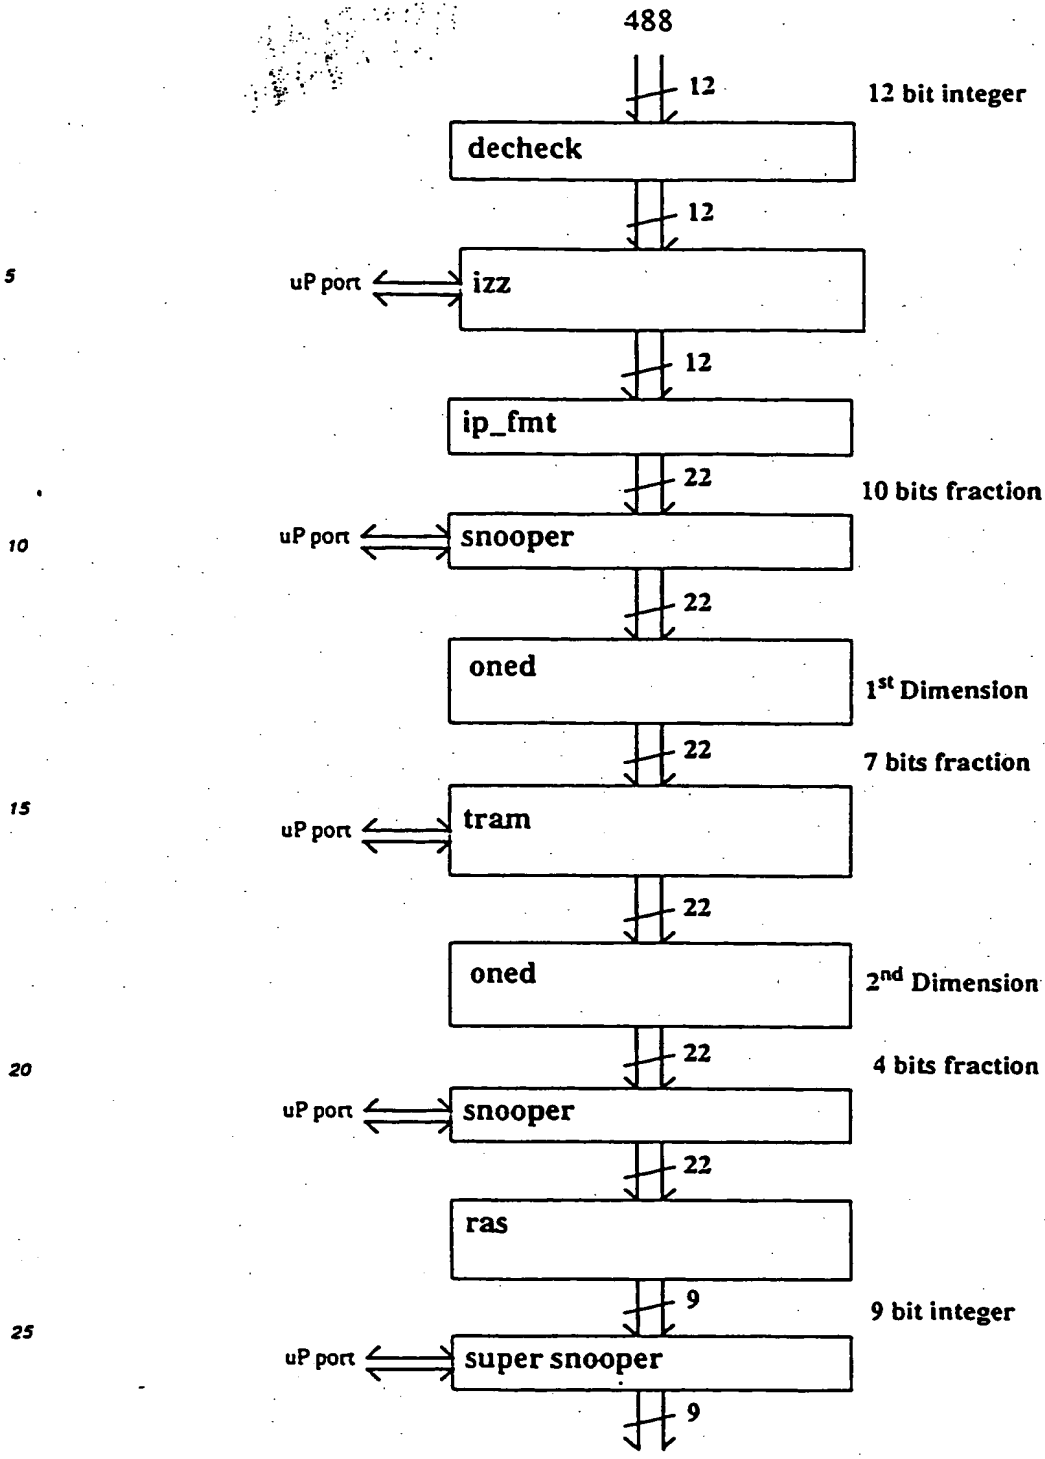 488
12
12 bit integer
decheck
12
5
uP port
izz
12
ip_fmt
22
10 bits fraction
10
uP port
snooper
22
oned
1st Dimension
22
7 bits fraction
15
uP port
tram
22
oned
2nd Dimension
22
4 bits fraction
20
uP port
snooper
22
ras
9
9 bit integer
25
uP port
super snooper
9